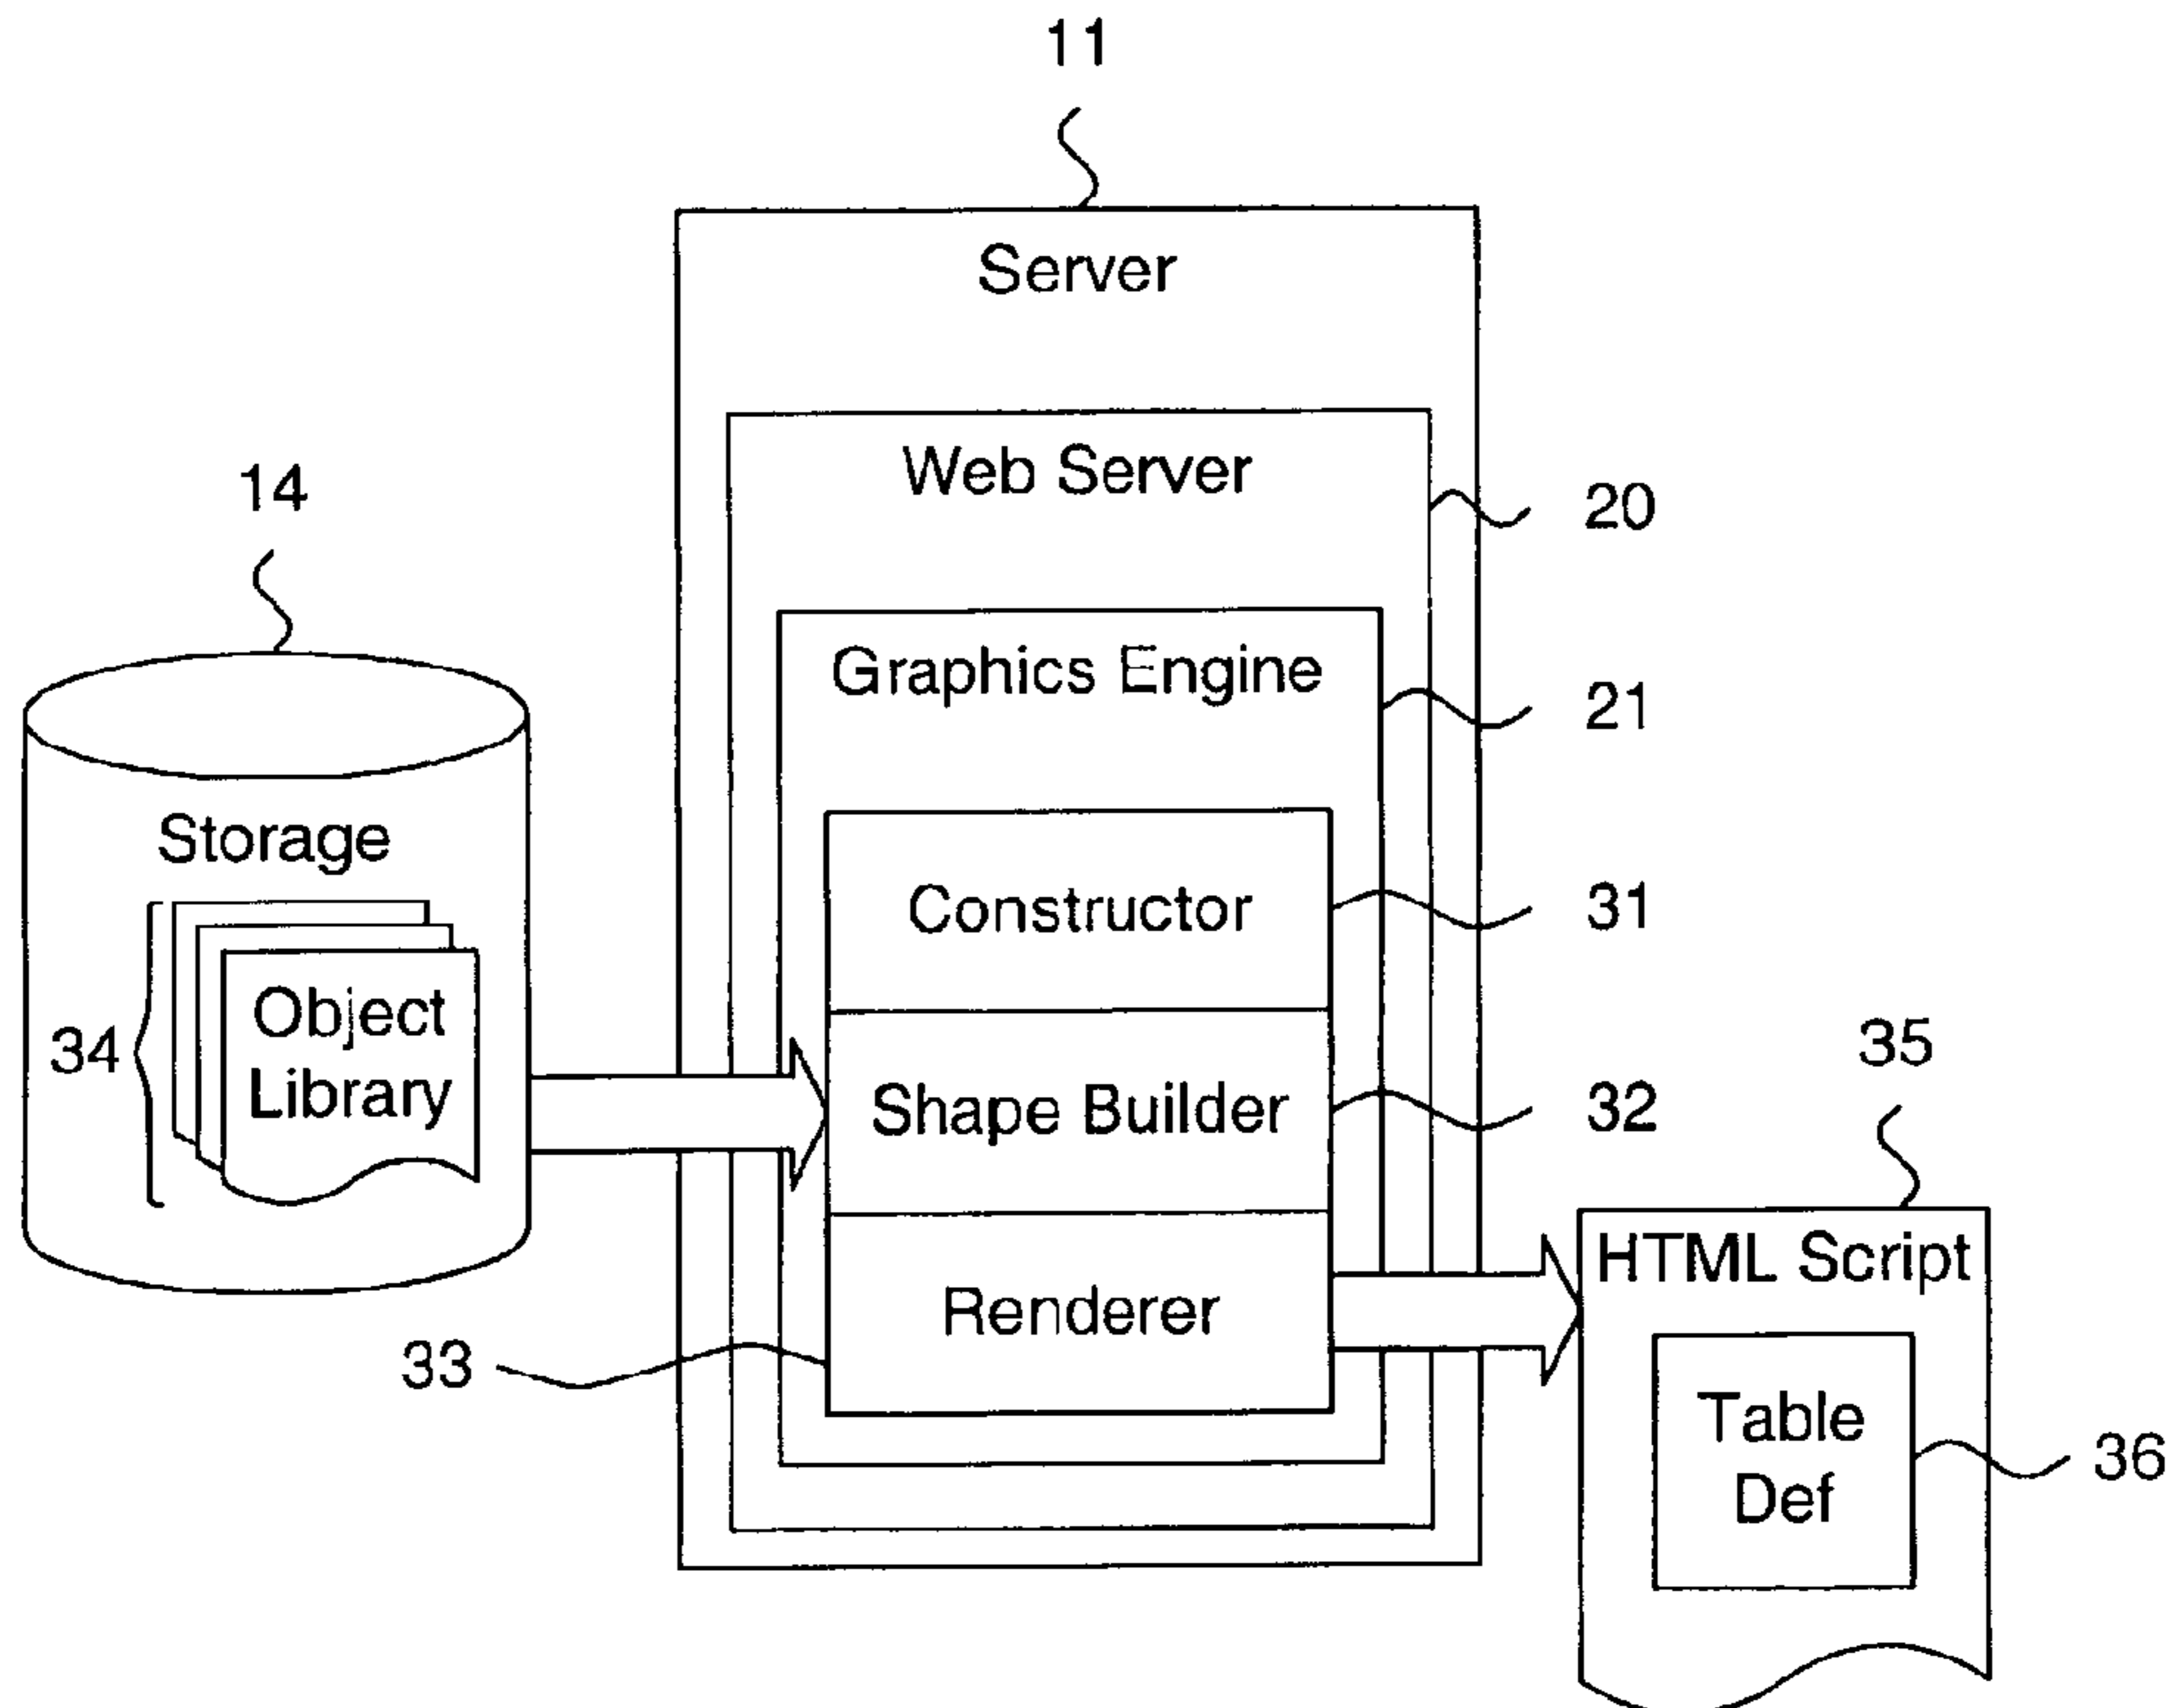 11
Server
Web Server
14
20
Graphics Engine
21
Storage
Constructor
31
Object
Library
34
35
Shape Builder
32
HTML Script
Renderer
33
Table
Def
36